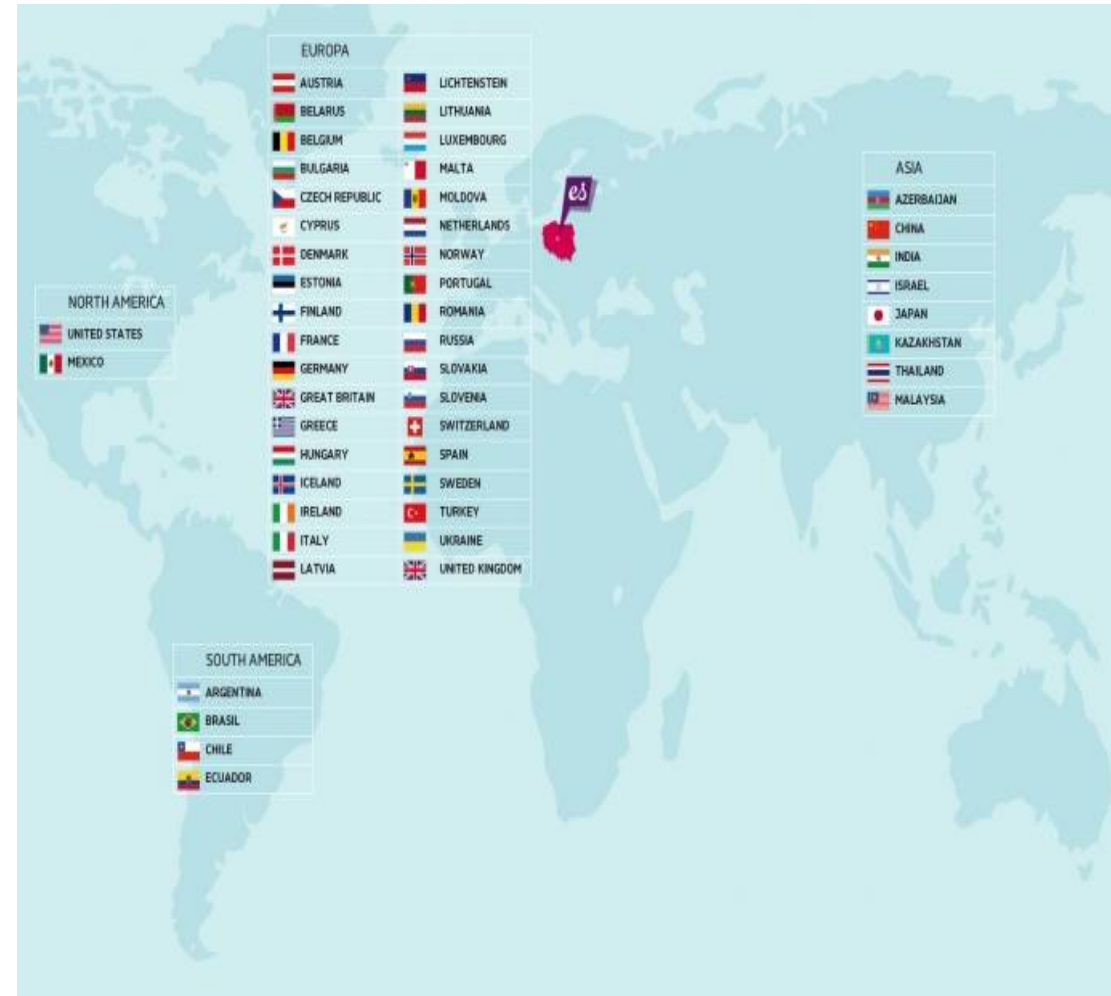 EUROPA
AUSTRIA
BELARUS
BELGIUM
BULGARIA
CZECH REPUBLIC
CYPRUS
DENMARK
ESTONIA
FINLAND
FRANCE
GERMANY
GREAT BRITAIN
GREECE
HUNGARY
ICELAND
IRELAND
ITALY
LATVIA
LICHTENSTEIN
LITHUANIA
LUXEMBOURG
MALTA
MOLDOVA
NETHERLANDS
NORWAY
PORTUGAL
ROMANIA
RUSSIA
SLOVAKIA
SLOVENIA
SWITZERLAND
SPAIN
SWEDEN
TURKEY
UKRAINE
UNITED KINGDOM
es
ASIA
AZERBAIJAN
CHINA
INDIA
ISRAEL
JAPAN
KAZAKHSTAN
THAILAND
MALAYSIA
NORTH AMERICA
UNITED STATES
MEXICO
SOUTH AMERICA
ARGENTINA
BRASIL
CHILE
ECUADOR